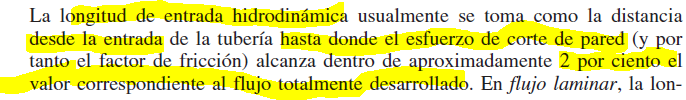 La longitud de entrada hidrodinámica usualmente se toma como la distancia
desde la entrada de la tubería hasta donde el esfuerzo de corte de pared (y por
tanto el factor de fricción) alcanza dentro de aproximadamente 2 por ciento el
valor correspondiente al flujo totalmente desarrollado. En flujo laminar, la lon-